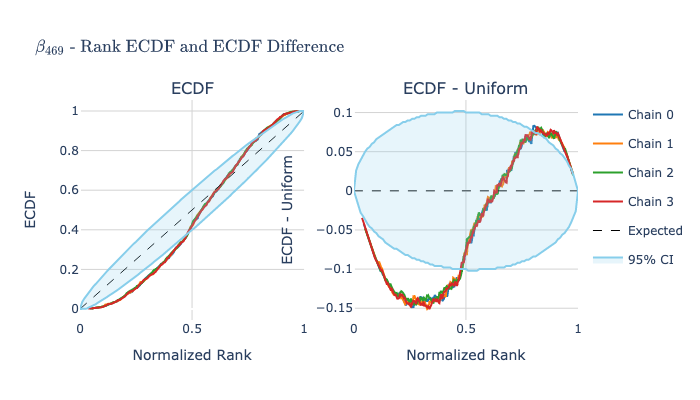 β469 - Rank ECDF and ECDF Difference
ECDF
ECDF
1
0.8
0.6
0.4
0.2
0
0
0.5
1
Normalized Rank
ECDF - Uniform
ECDF - Uniform
0.1
0.05
0
−0.05
−0.1
−0.15
0
0.5
1
Normalized Rank
Chain 0
Chain 1
Chain 2
Chain 3
Expected
95% CI